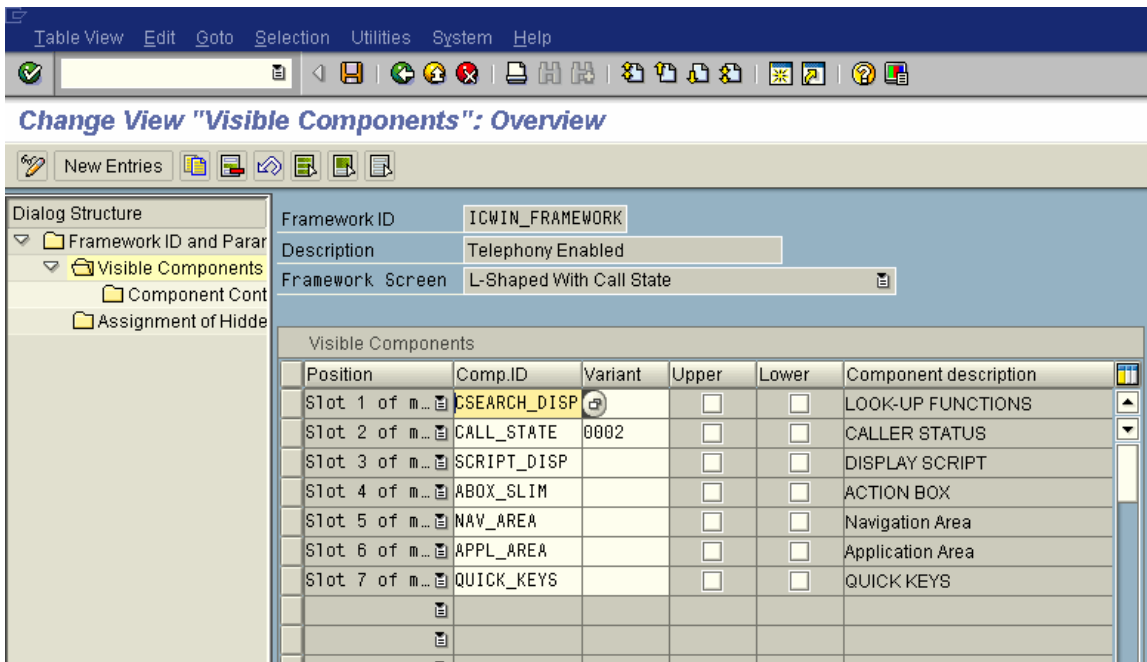 Table View Edit Goto Selection Utilities System Help
Change View "Visible Components": Overview
New Entries
Dialog Structure
Framework ID and Parar
Visible Components
Component Cont
Assignment of Hidde
Framework ID ICWIN_FRAMEWORK
Description Telephony Enabled
Framework Screen L-Shaped With Call State
Visible Components
Position Comp.ID Variant Upper Lower Component description
Slot 1 of m… CSEARCH_DISP LOOK-UP FUNCTIONS
Slot 2 of m… CALL_STATE 0002 CALLER STATUS
Slot 3 of m… SCRIPT_DISP DISPLAY SCRIPT
Slot 4 of m… ABOX_SLIM ACTION BOX
Slot 5 of m… NAV_AREA Navigation Area
Slot 6 of m… APPL_AREA Application Area
Slot 7 of m… QUICK_KEYS QUICK KEYS